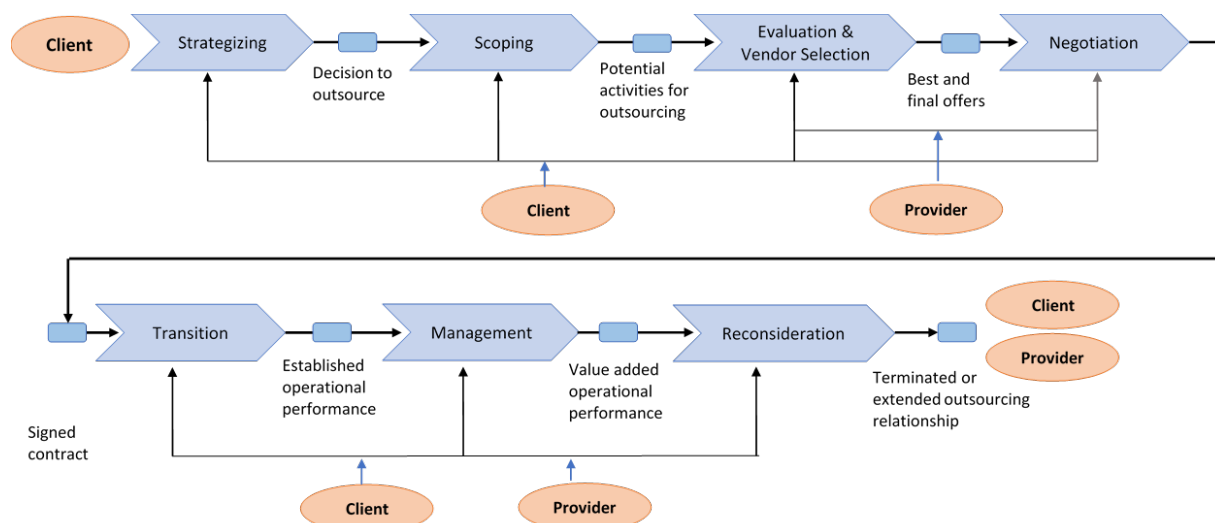 Client
Strategizing
Scoping
Evaluation &
Vendor Selection
Negotiation
Decision to
outsource
Potential
activities for
outsourcing
Best and
final offers
Client
Provider
Transition
Management
Reconsideration
Client
Provider
Established
operational
performance
Value added
operational
performance
Terminated or
extended outsourcing
relationship
Signed
contract
Client
Provider